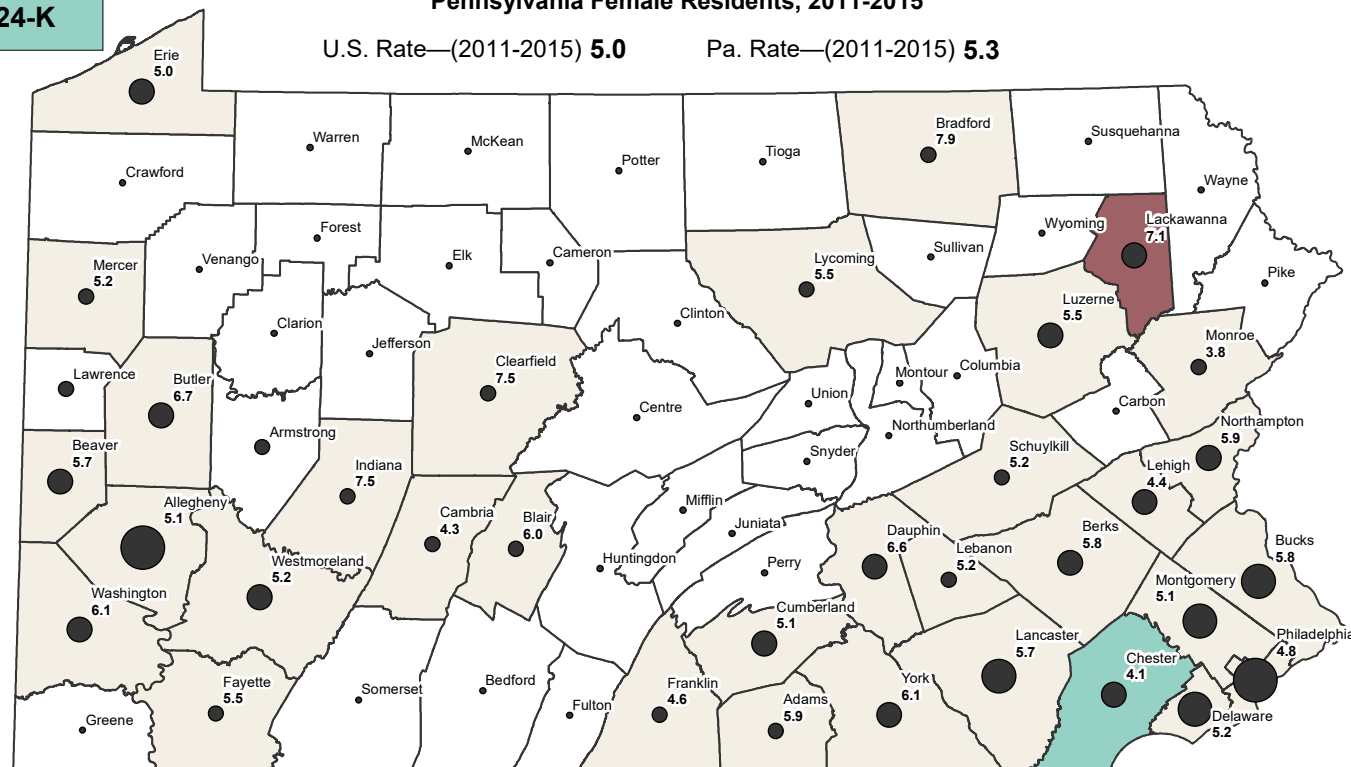 24-K
Pennsylvania Female Residents, 2011-2015
U.S. Rate—(2011-2015) 5.0
Pa. Rate—(2011-2015) 5.3
Erie
5.0
Warren
McKean
Potter
Tioga
Bradford
7.9
Susquehanna
Wayne
Crawford
Forest
Elk
Cameron
Lycoming
5.5
Sullivan
Wyoming
Lackawanna
7.1
Pike
Mercer
5.2
Venango
Clarion
Jefferson
Clinton
Luzerne
5.5
Monroe
3.8
Lawrence
Butler
6.7
Clearfield
7.5
Centre
Union
Montour
Columbia
Carbon
Northampton
5.9
Beaver
5.7
Armstrong
Indiana
7.5
Snyder
Northumberland
Schuylkill
5.2
Lehigh
4.4
Allegheny
5.1
Cambria
4.3
Blair
6.0
Mifflin
Juniata
Dauphin
6.6
Lebanon
5.2
Berks
5.8
Bucks
5.8
Westmoreland
5.2
Huntingdon
Perry
Montgomery
5.1
Washington
6.1
Cumberland
5.1
Lancaster
5.7
Philadelphia
4.8
Chester
4.1
Fayette
5.5
Somerset
Bedford
Fulton
Franklin
4.6
Adams
5.9
York
6.1
Delaware
5.2
Greene